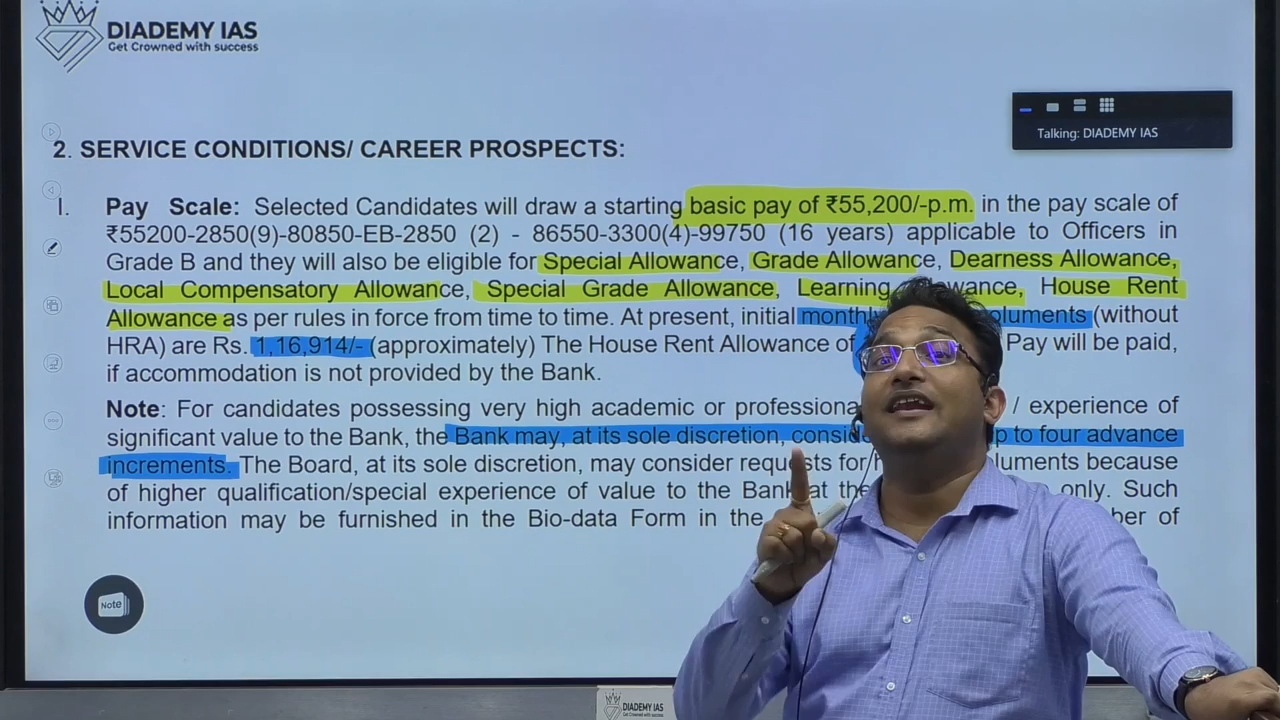 DIADEMY IAS
Get Crowned with success
Talking: DIADEMY IAS
2. SERVICE CONDITIONS/ CAREER PROSPECTS:
I. Pay Scale: Selected Candidates will draw a starting basic pay of ₹55,200/-p.m. in the pay scale of
₹55200-2850(9)-80850-EB-2850 (2) - 86550-3300(4)-99750 (16 years) applicable to Officers in
Grade B and they will also be eligible for Special Allowance, Grade Allowance, Dearness Allowance,
Local Compensatory Allowance, Special Grade Allowance, Learning Allowance, House Rent
Allowance as per rules in force from time to time. At present, initial monthly (without
HRA) are Rs. 1,16,914/- (approximately) The House Rent Allowance of Pay will be paid,
if accommodation is not provided by the Bank.
Note: For candidates possessing very high academic or / experience of
significant value to the Bank, the Bank may, at its sole discretion, to four advance
increments. The Board, at its sole discretion, may consider requests for because
of higher qualification/special experience of value to the Bank at only. Such
information may be furnished in the Bio-data Form in the of
Note
DIADEMY IAS
Get Crowned with success